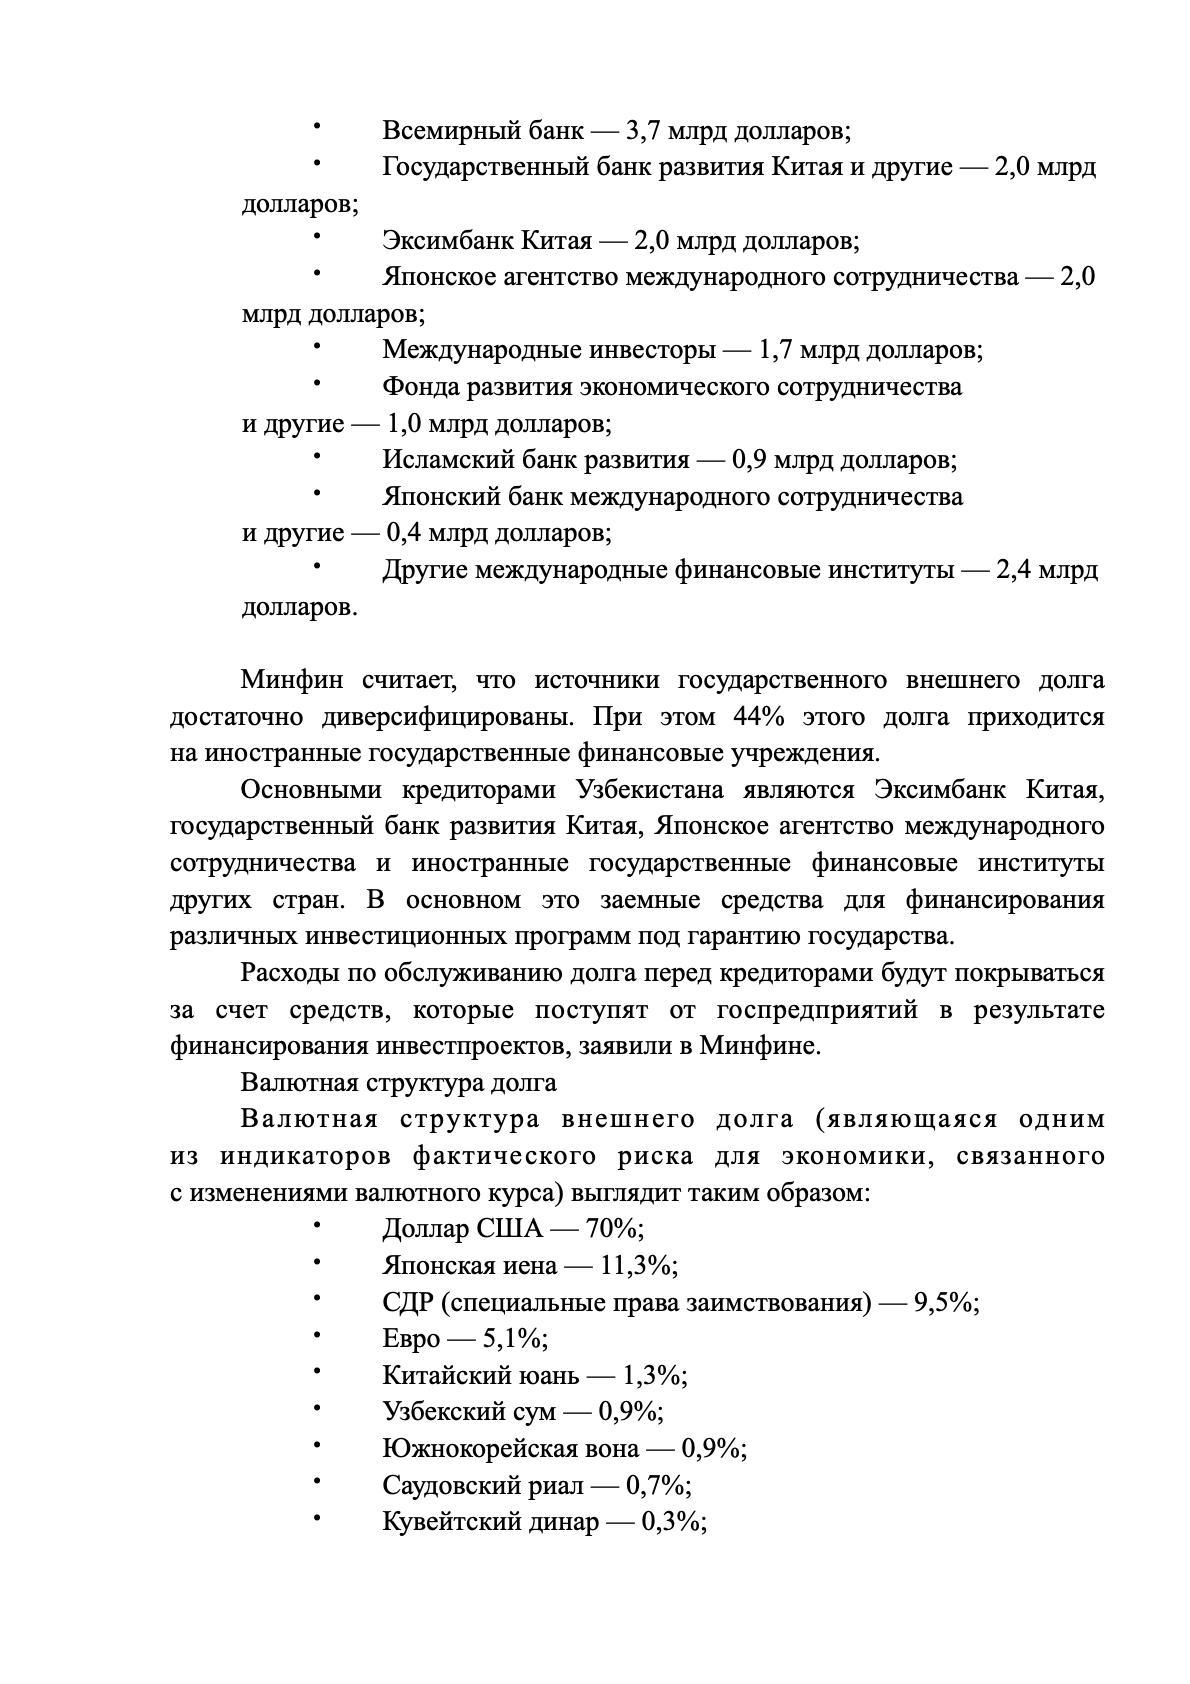 • Всемирный банк — 3,7 млрд долларов;
• Государственный банк развития Китая и другие — 2,0 млрд
долларов;
• Эксимбанк Китая — 2,0 млрд долларов;
• Японское агентство международного сотрудничества — 2,0
млрд долларов;
• Международные инвесторы — 1,7 млрд долларов;
• Фонда развития экономического сотрудничества
и другие — 1,0 млрд долларов;
• Исламский банк развития — 0,9 млрд долларов;
• Японский банк международного сотрудничества
и другие — 0,4 млрд долларов;
• Другие международные финансовые институты — 2,4 млрд
долларов.
Минфин считает, что источники государственного внешнего долга
достаточно диверсифицированы. При этом 44% этого долга приходится
на иностранные государственные финансовые учреждения.
Основными кредиторами Узбекистана являются Эксимбанк Китая,
государственный банк развития Китая, Японское агентство международного
сотрудничества и иностранные государственные финансовые институты
других стран. В основном это заемные средства для финансирования
различных инвестиционных программ под гарантию государства.
Расходы по обслуживанию долга перед кредиторами будут покрываться
за счет средств, которые поступят от госпредприятий в результате
финансирования инвестпроектов, заявили в Минфине.
Валютная структура долга
Валютная структура внешнего долга (являющаяся одним
из индикаторов фактического риска для экономики, связанного
с изменениями валютного курса) выглядит таким образом:
• Доллар США — 70%;
• Японская иена — 11,3%;
• СДР (специальные права заимствования) — 9,5%;
• Евро — 5,1%;
• Китайский юань — 1,3%;
• Узбекский сум — 0,9%;
• Южнокорейская вона — 0,9%;
• Саудовский риал — 0,7%;
• Кувейтский динар — 0,3%;